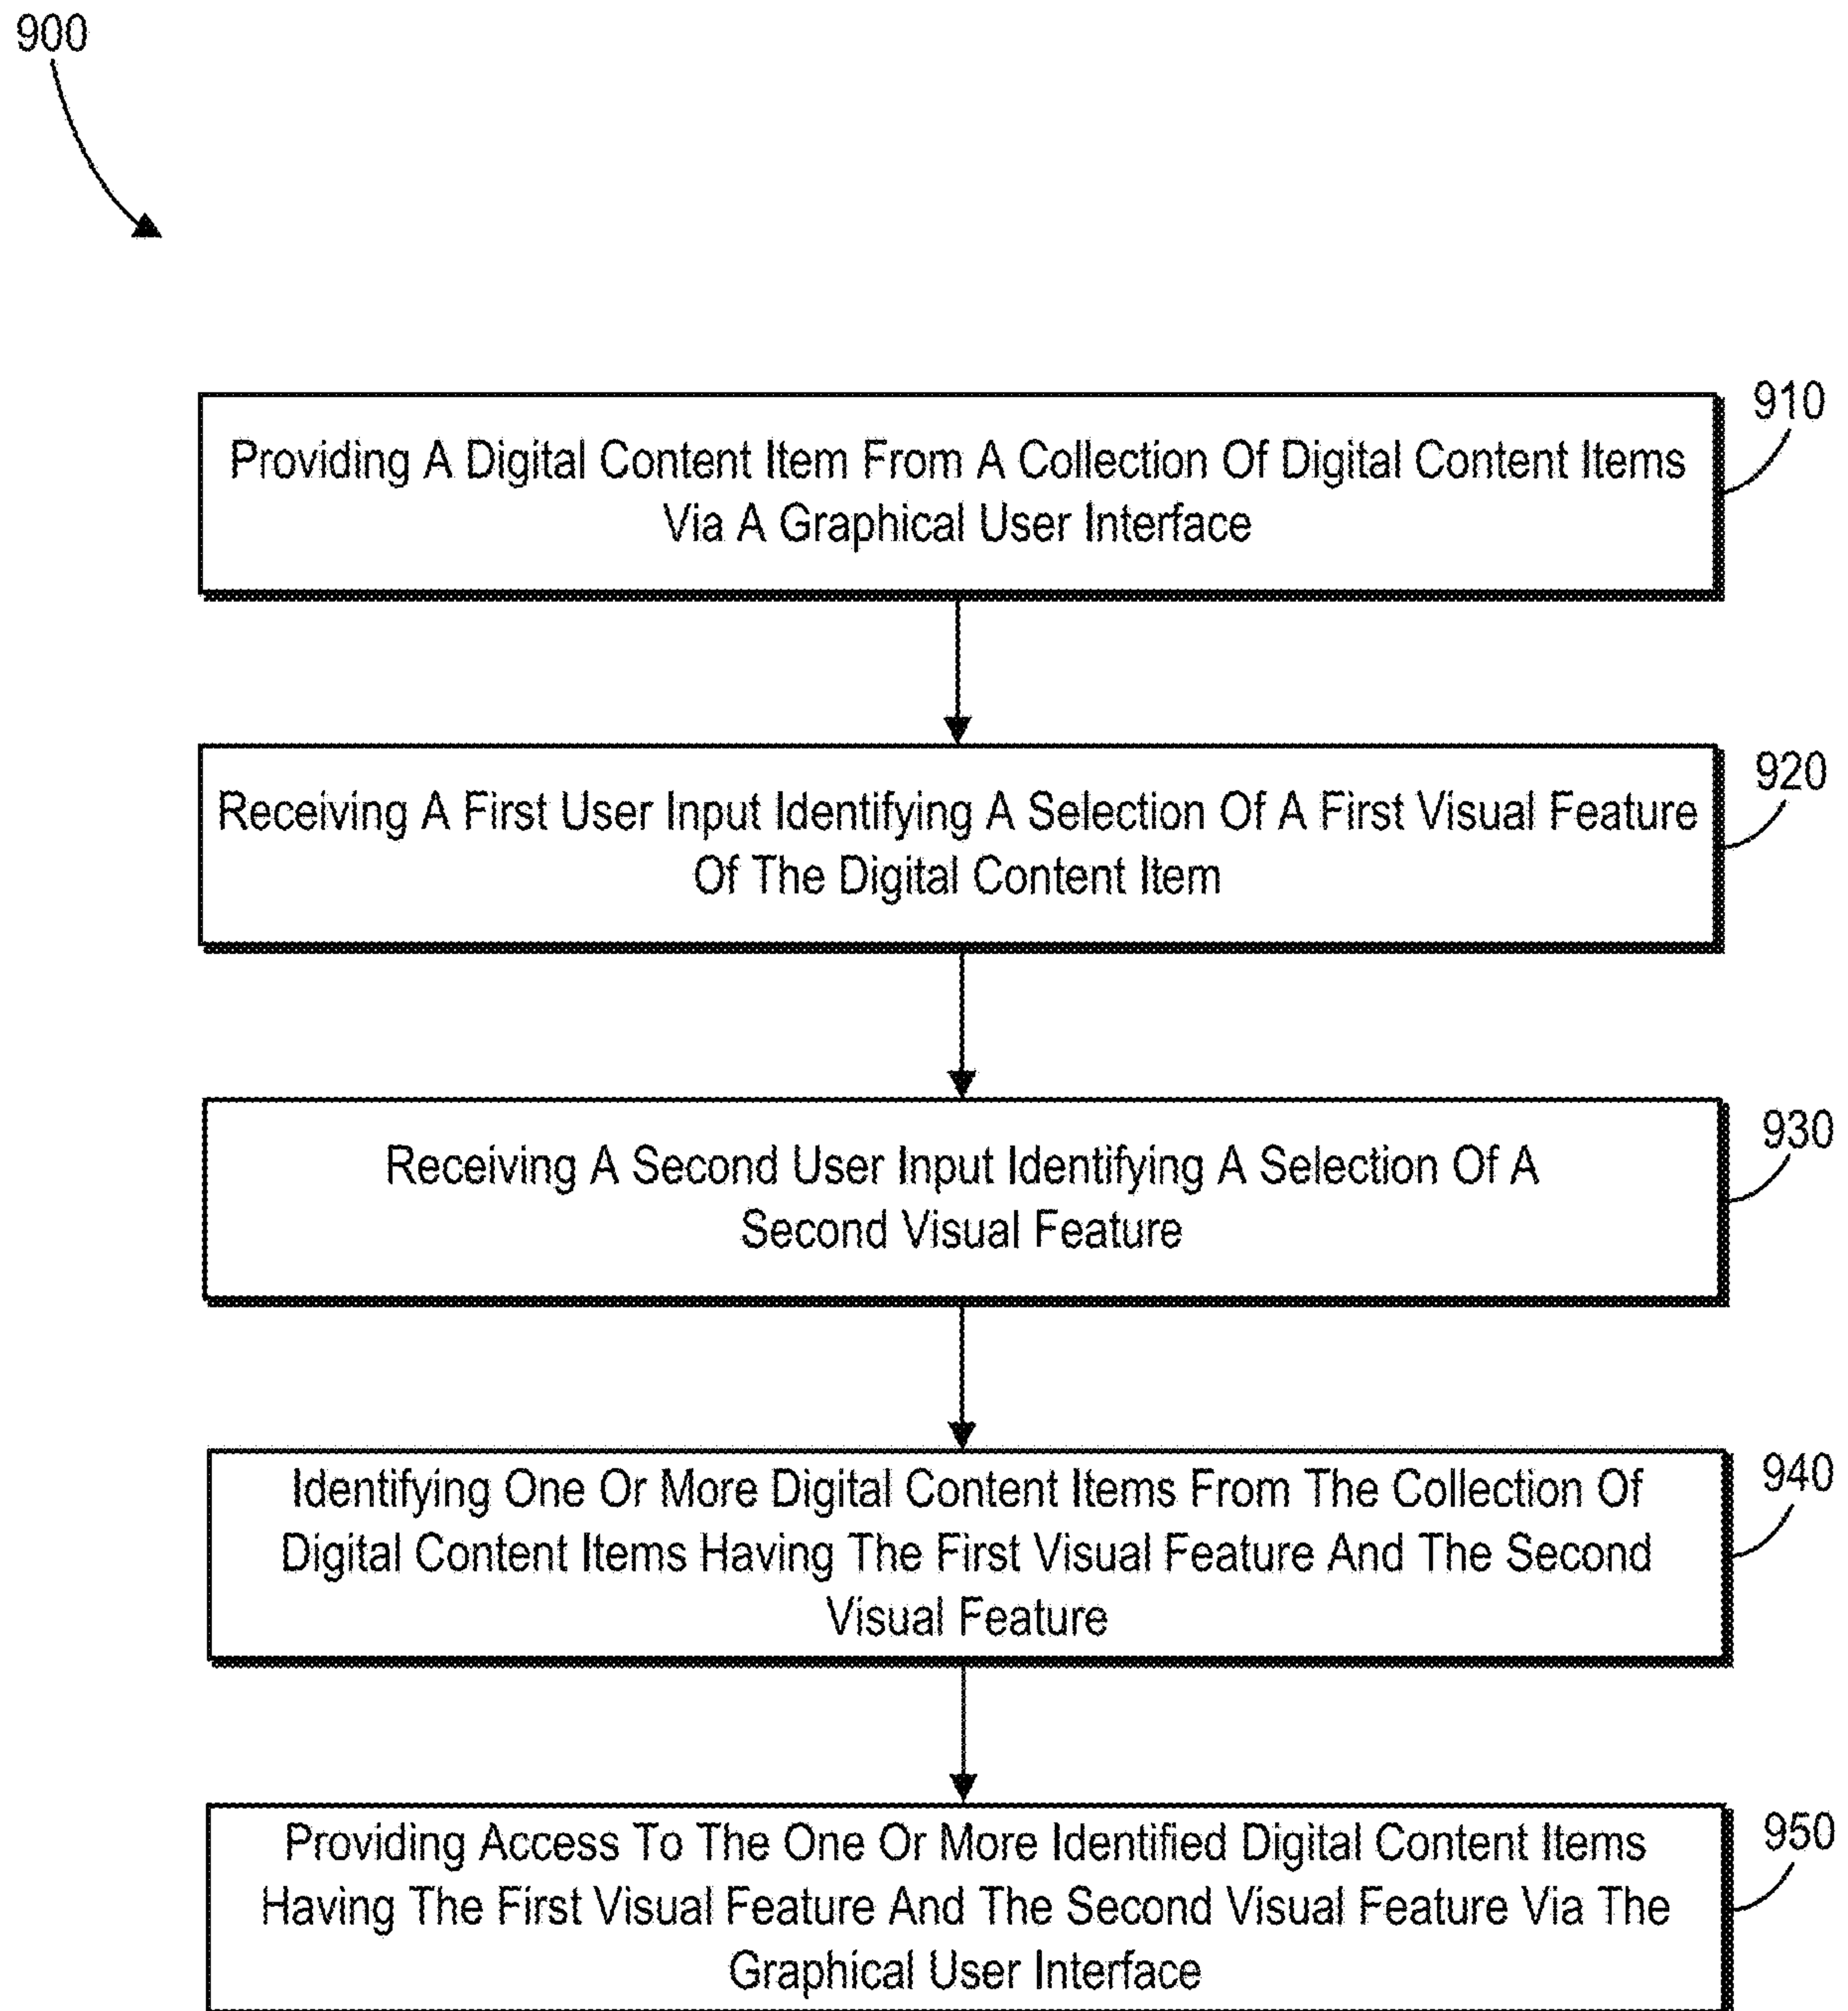 900
910
Providing A Digital Content Item From A Collection Of Digital Content Items
Via A Graphical User Interface
920
Receiving A First User Input Identifying A Selection Of A First Visual Feature
Of The Digital Content Item
930
Receiving A Second User Input Identifying A Selection Of A
Second Visual Feature
940
Identifying One Or More Digital Content Items From The Collection Of
Digital Content Items Having The First Visual Feature And The Second
Visual Feature
950
Providing Access To The One Or More Identified Digital Content Items
Having The First Visual Feature And The Second Visual Feature Via The
Graphical User Interface